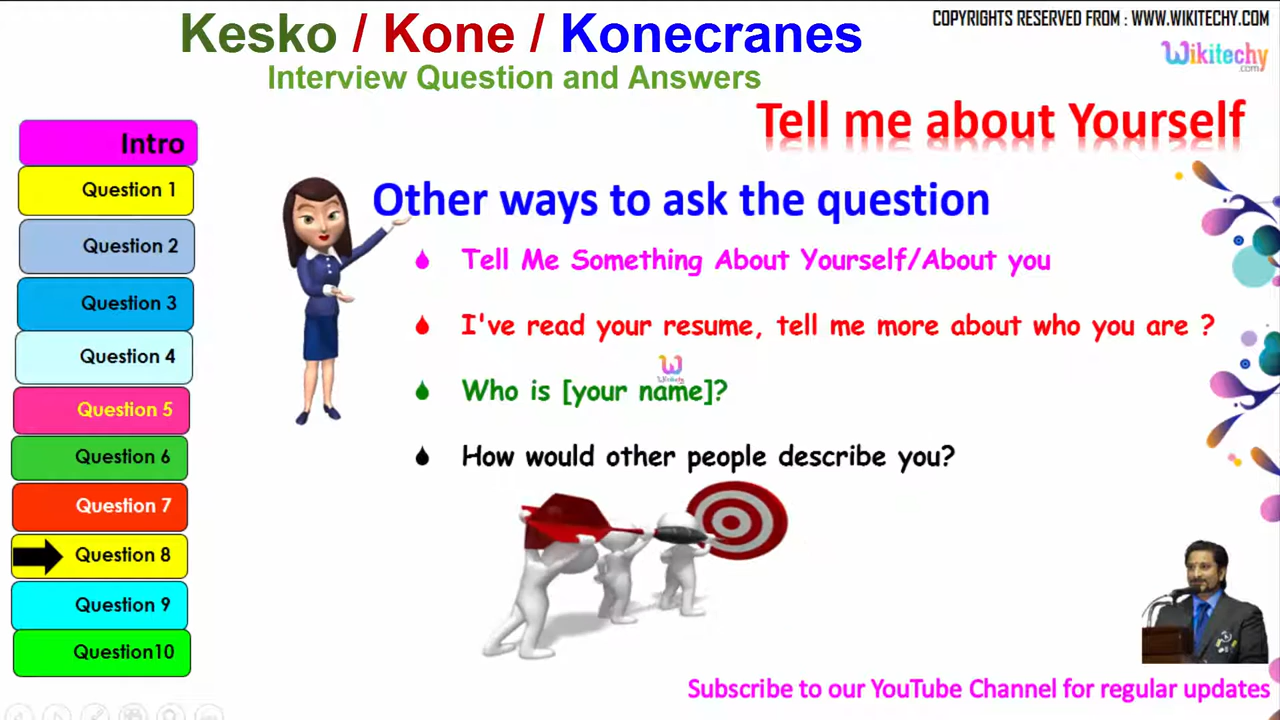 Kesko / Kone / Konecranes
COPYRIGHTS RESERVED FROM : WWW.WIKITECHY.COM
Wikitechy
.com
Interview Question and Answers
Tell me about Yourself
Intro
Question 1
Question 2
Question 3
Question 4
Question 5
Question 6
Question 7
Question 8
Question 9
Question10
Other ways to ask the question
Tell Me Something About Yourself/About you
I've read your resume, tell me more about who you are ?
Wikitechy
Who is [your name]?
How would other people describe you?
Subscribe to our YouTube Channel for regular updates